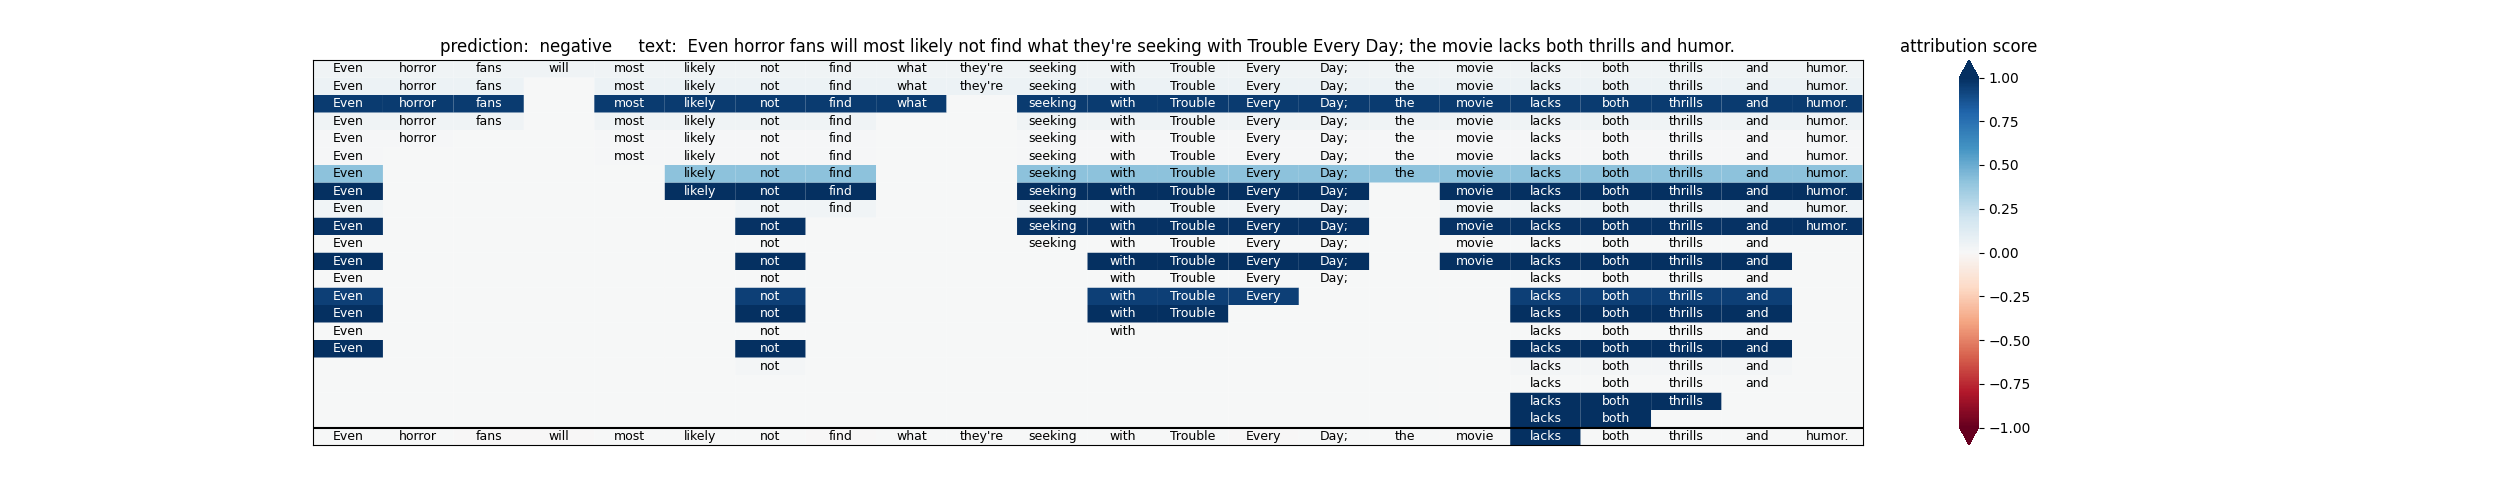 prediction:  negative     text:  Even horror fans will most likely not find what they're seeking with Trouble Every Day; the movie lacks both thrills and humor.
attribution score
Even horror fans will most likely not find what they're seeking with Trouble Every Day; the movie lacks both thrills and humor.
Even horror fans most likely not find what they're seeking with Trouble Every Day; the movie lacks both thrills and humor.
Even horror fans most likely not find what seeking with Trouble Every Day; the movie lacks both thrills and humor.
Even horror fans most likely not find seeking with Trouble Every Day; the movie lacks both thrills and humor.
Even horror most likely not find seeking with Trouble Every Day; the movie lacks both thrills and humor.
Even most likely not find seeking with Trouble Every Day; the movie lacks both thrills and humor.
Even likely not find seeking with Trouble Every Day; the movie lacks both thrills and humor.
Even likely not find seeking with Trouble Every Day; movie lacks both thrills and humor.
Even not find seeking with Trouble Every Day; movie lacks both thrills and humor.
Even not seeking with Trouble Every Day; movie lacks both thrills and humor.
Even not seeking with Trouble Every Day; movie lacks both thrills and
Even not with Trouble Every Day; movie lacks both thrills and
Even not with Trouble Every Day; lacks both thrills and
Even not with Trouble Every lacks both thrills and
Even not with Trouble lacks both thrills and
Even not with lacks both thrills and
Even not lacks both thrills and
not lacks both thrills and
lacks both thrills and
lacks both thrills
lacks both
Even horror fans will most likely not find what they're seeking with Trouble Every Day; the movie lacks both thrills and humor.
1.00
0.75
0.50
0.25
0.00
−0.25
−0.50
−0.75
−1.00